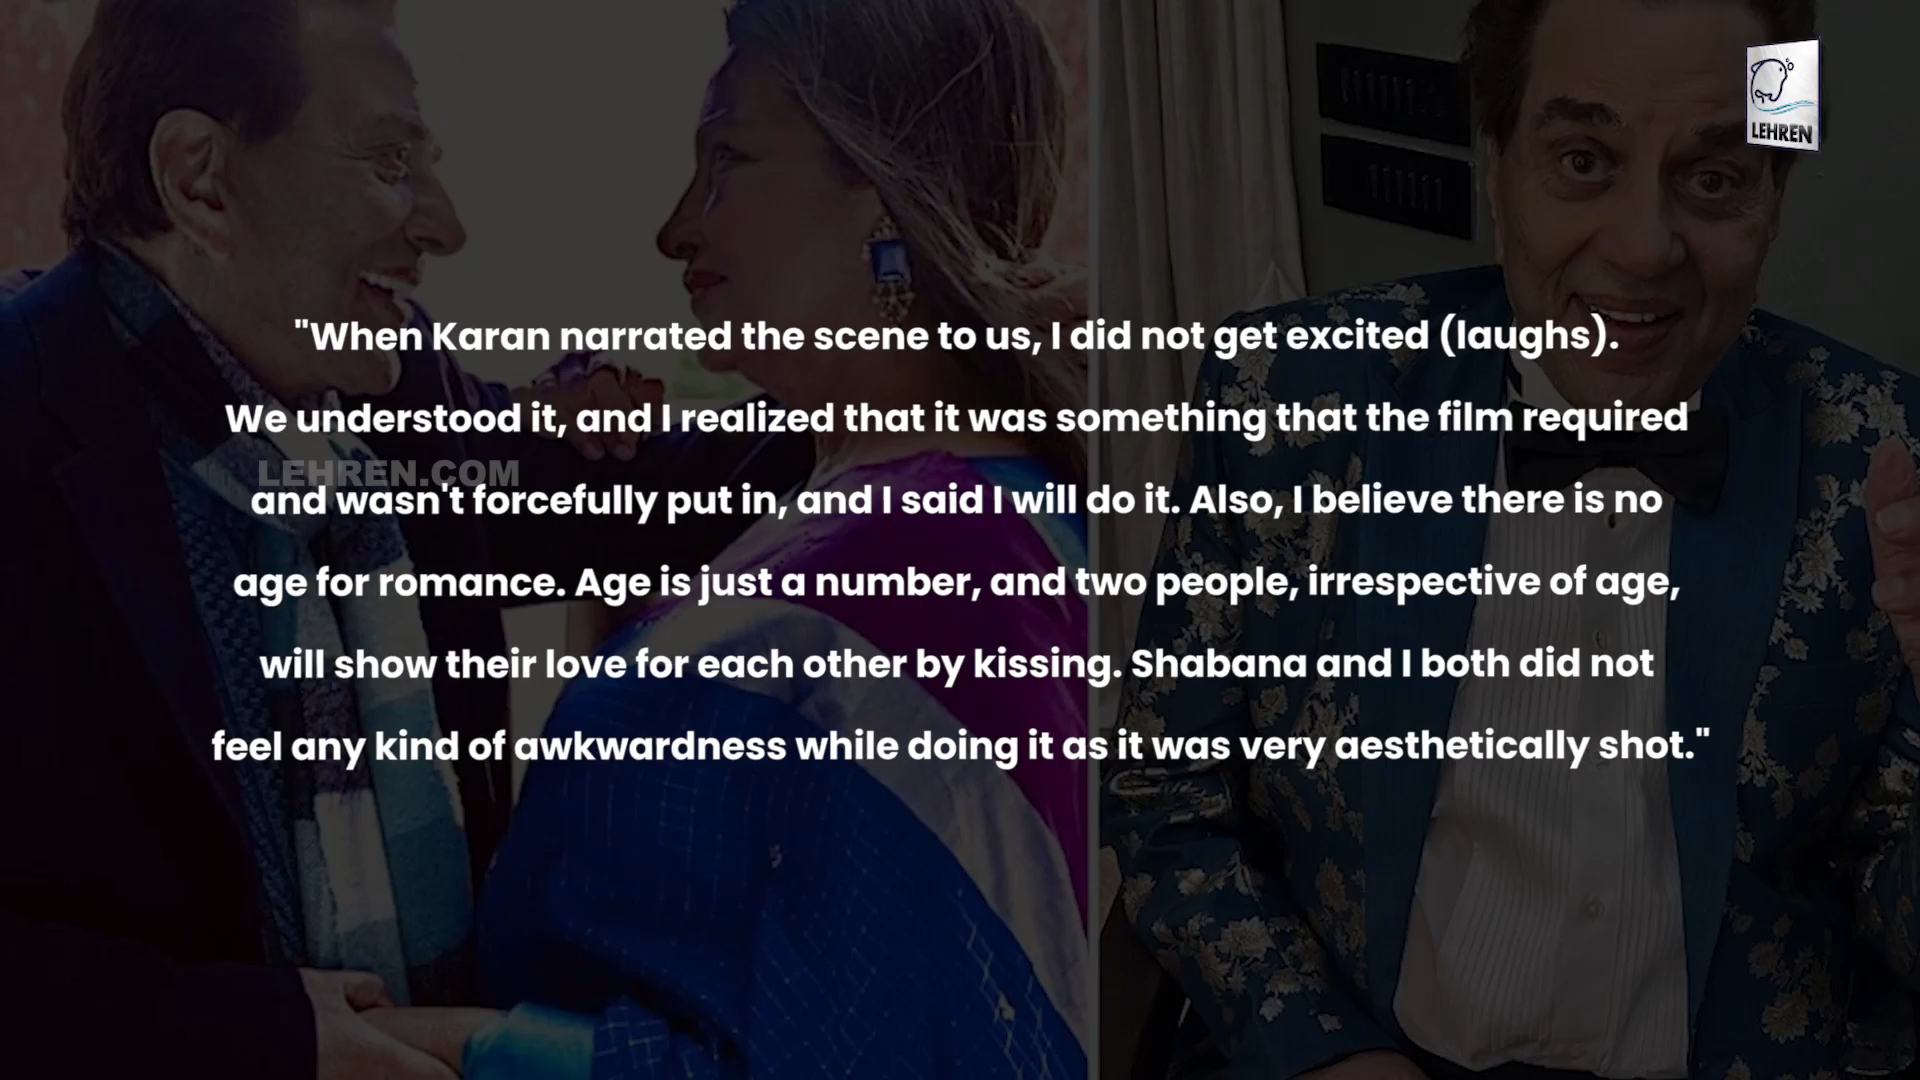 LEHREN
"When Karan narrated the scene to us, I did not get excited (laughs).
We understood it, and I realized that it was something that the film required
LEHREN.COM
and wasn't forcefully put in, and I said I will do it. Also, I believe there is no
age for romance. Age is just a number, and two people, irrespective of age,
will show their love for each other by kissing. Shabana and I both did not
feel any kind of awkwardness while doing it as it was very aesthetically shot."